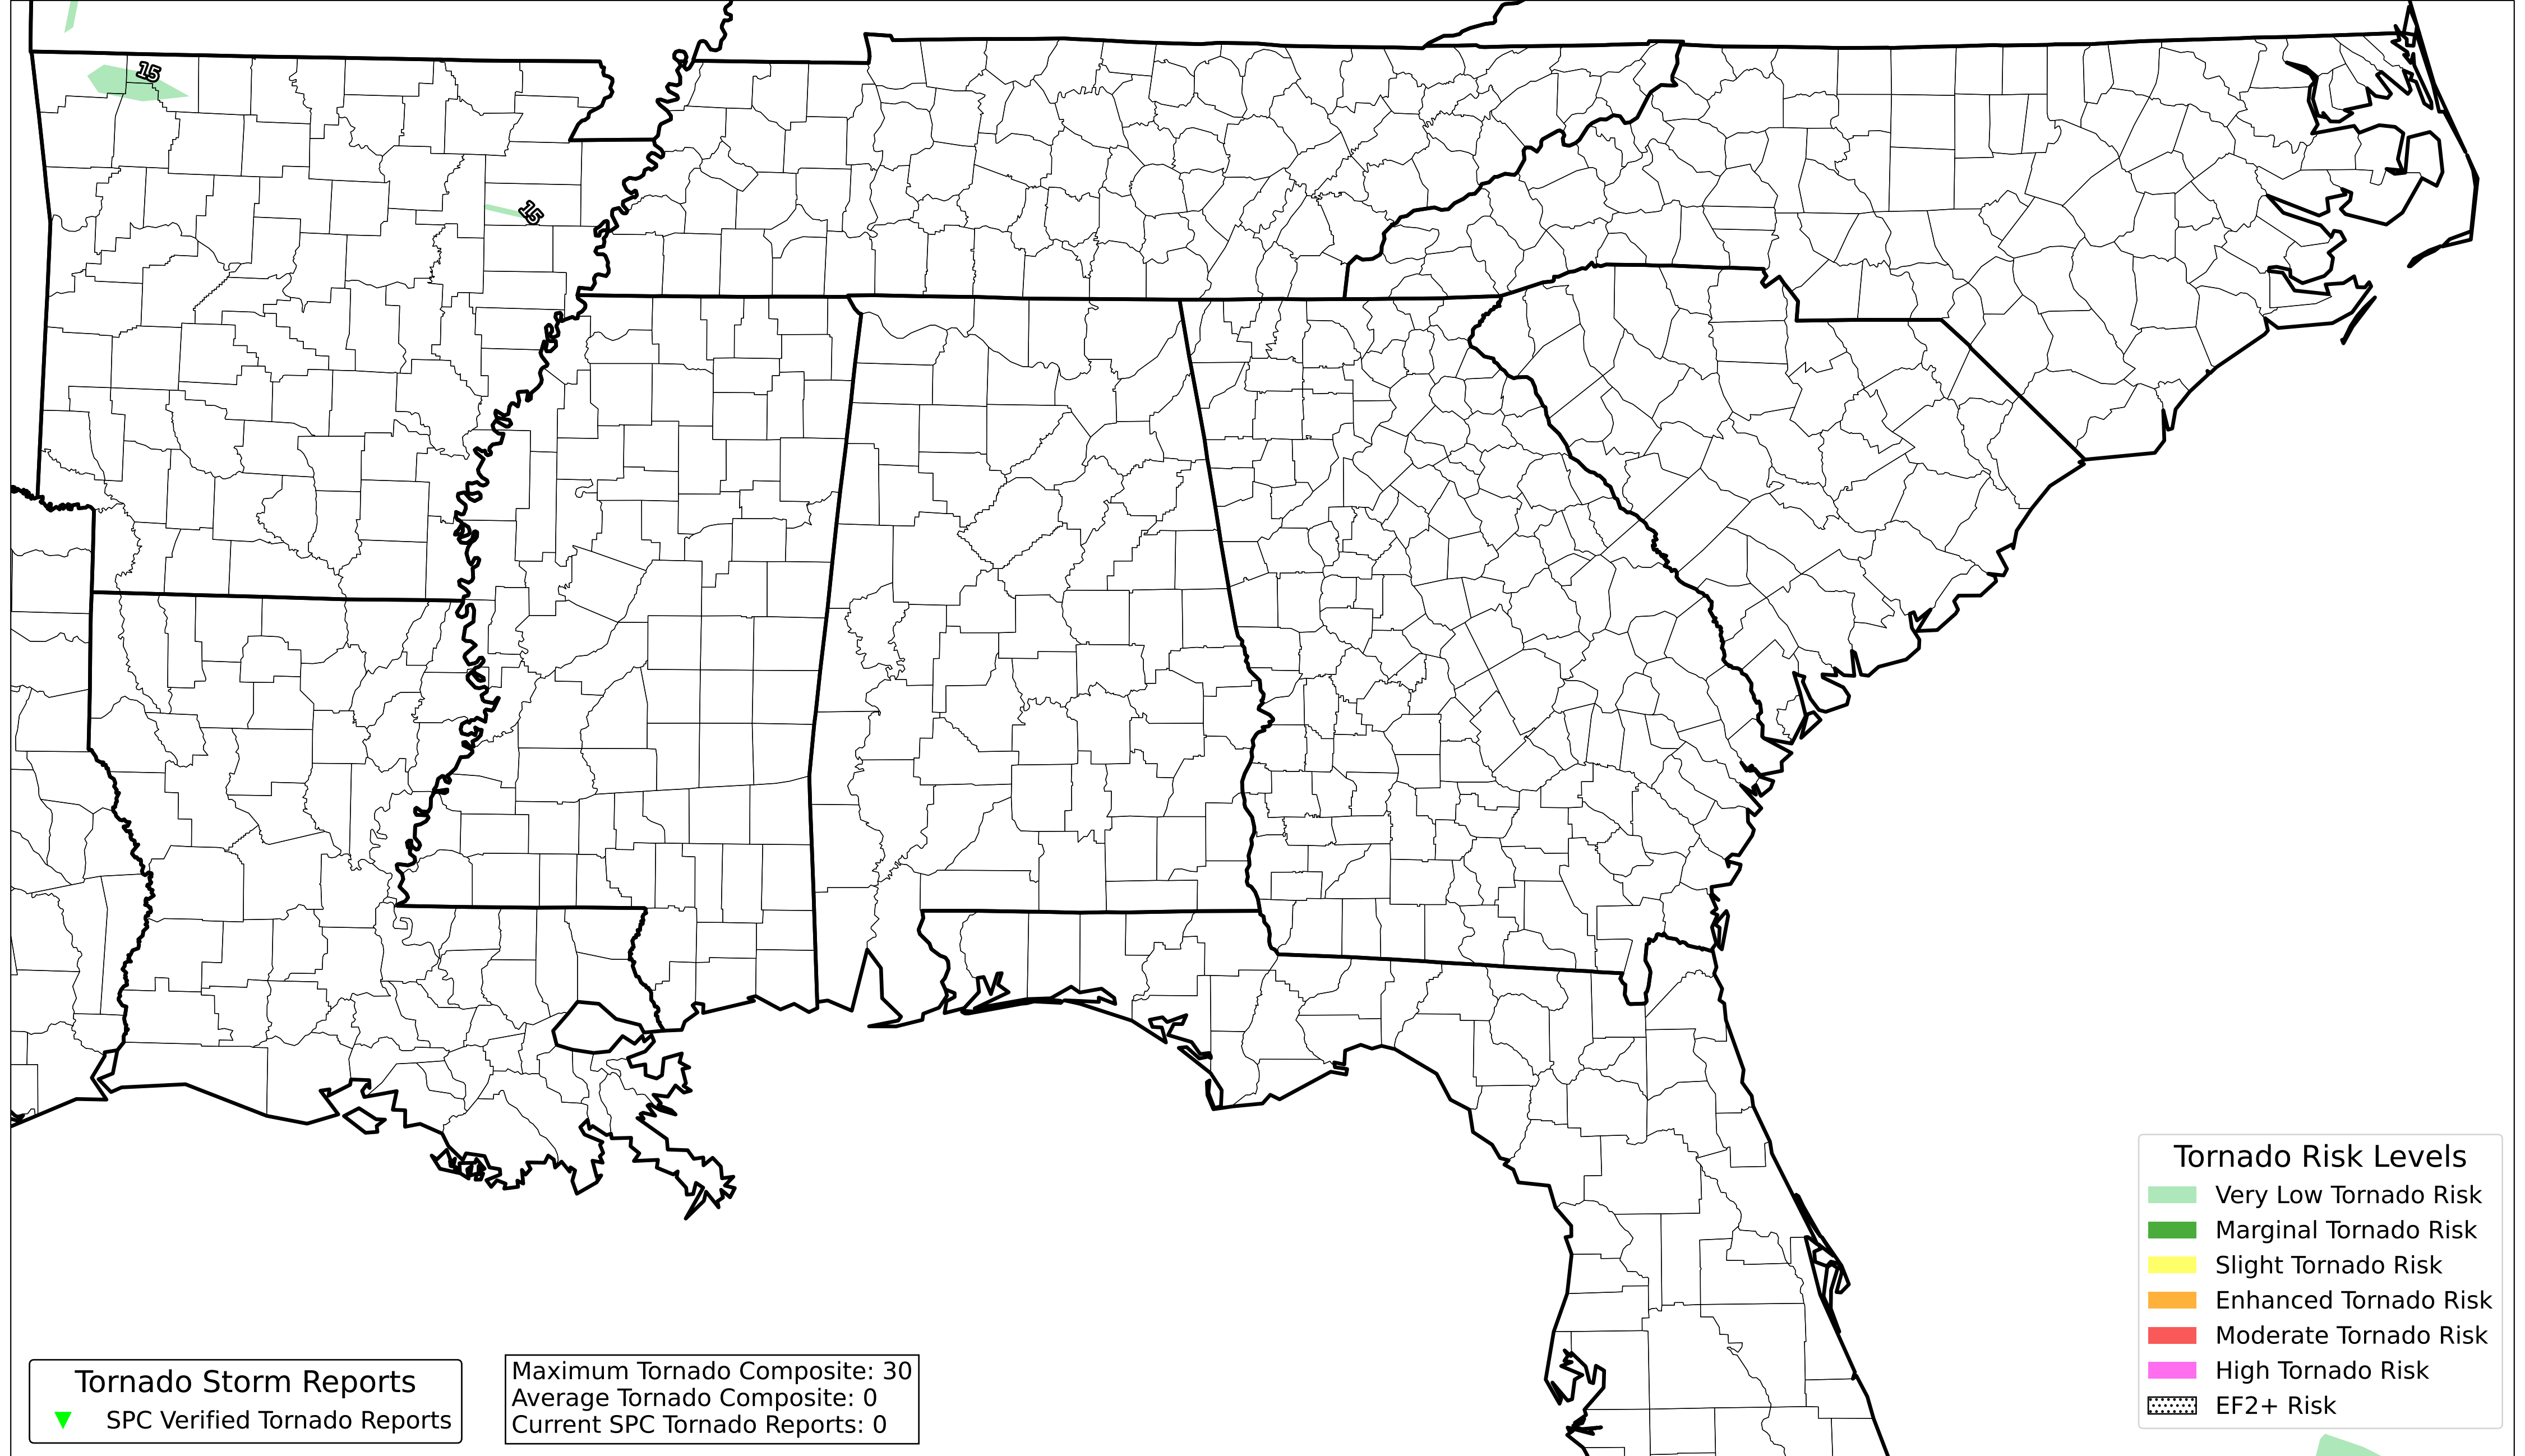 15
15
Tornado Risk Levels
Very Low Tornado Risk
Marginal Tornado Risk
Slight Tornado Risk
Enhanced Tornado Risk
Moderate Tornado Risk
High Tornado Risk
EF2+ Risk
Tornado Storm Reports
SPC Verified Tornado Reports
Maximum Tornado Composite: 30
Average Tornado Composite: 0
Current SPC Tornado Reports: 0